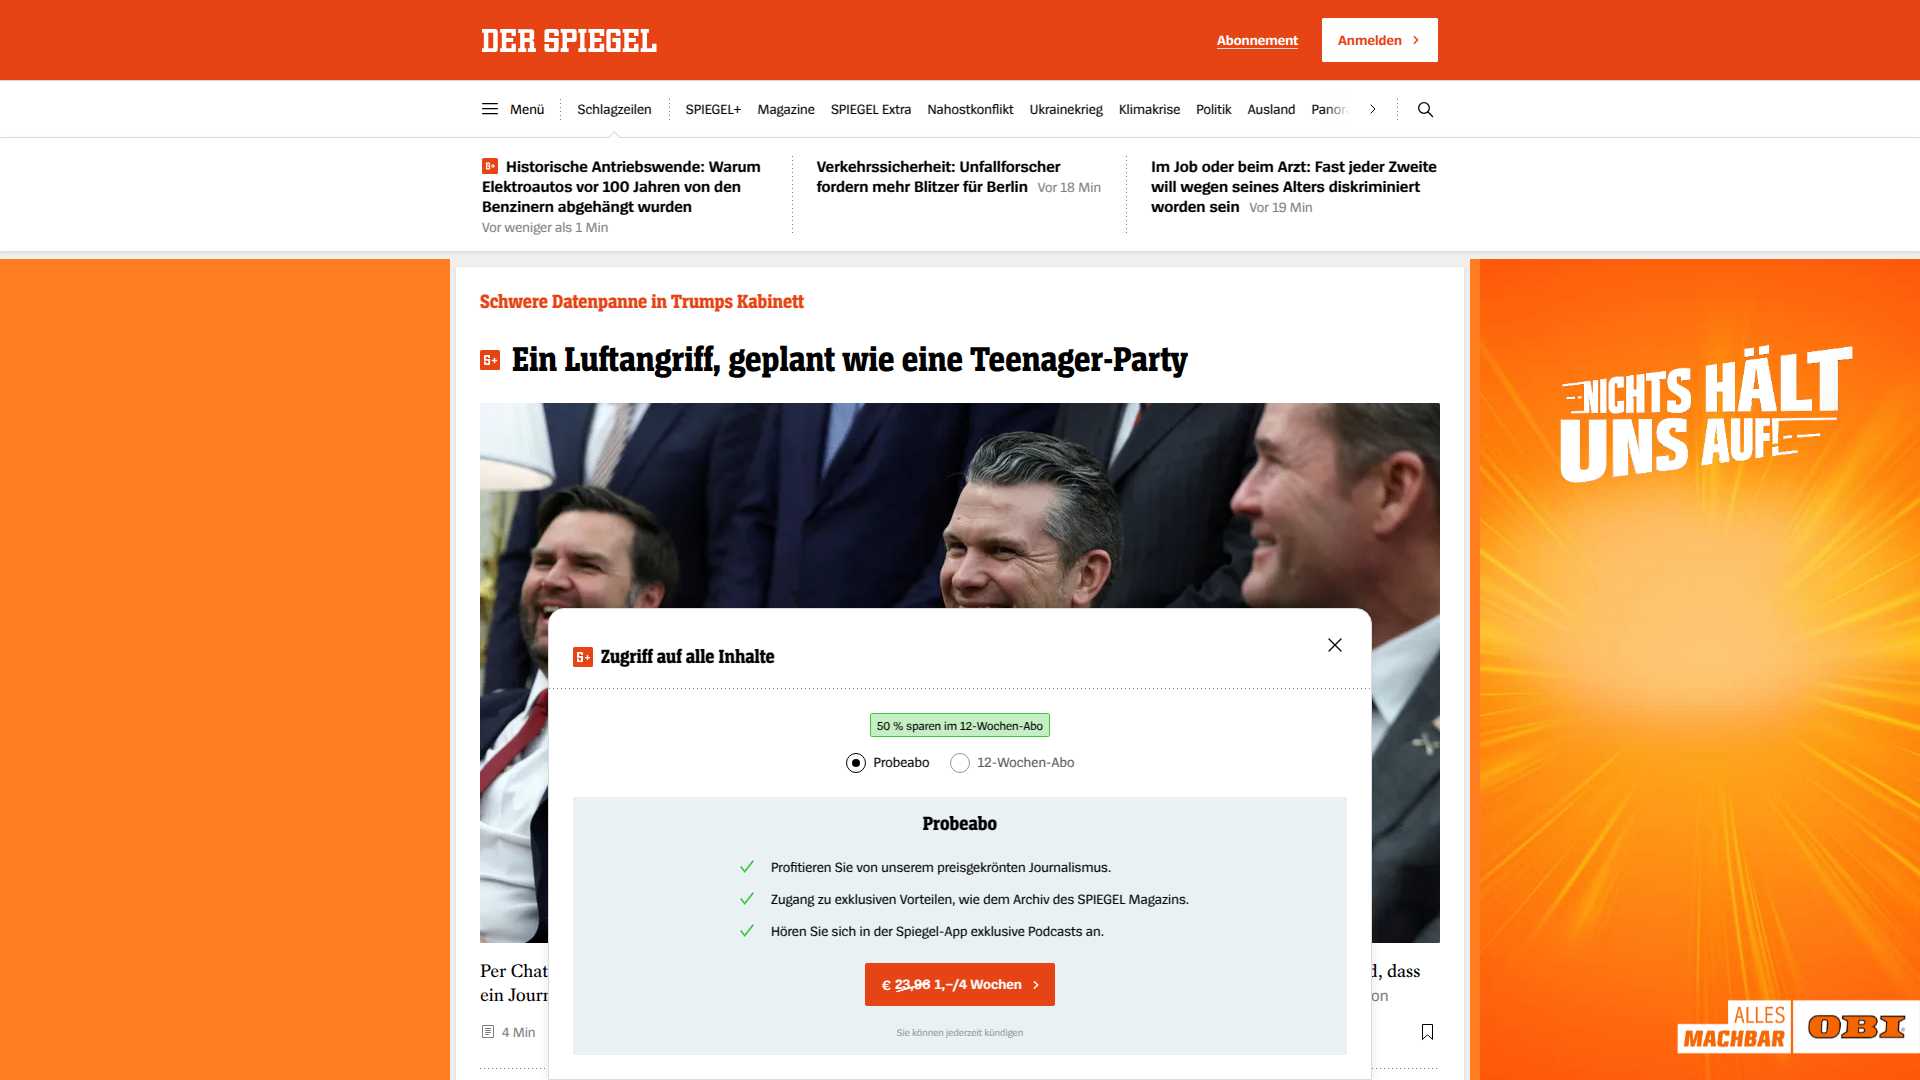 DER SPIEGEL
Abonnement
Anmelden
Menü
Schlagzeilen
SPIEGEL+
Magazine
SPIEGEL Extra
Nahostkonflikt
Ukrainekrieg
Klimakrise
Politik
Ausland
Historische Antriebswende: Warum
Elektroautos vor 100 Jahren von den
Benzinern abgehängt wurden
Vor weniger als 1 Min
Verkehrssicherheit: Unfallforscher
fordern mehr Blitzer für Berlin Vor 18 Min
Im Job oder beim Arzt: Fast jeder Zweite
will wegen seines Alters diskriminiert
worden sein Vor 19 Min
Schwere Datenpanne in Trumps Kabinett
Ein Luftangriff, geplant wie eine Teenager-Party
NICHTS HÄLT
UNS AUF!
Zugriff auf alle Inhalte
50 % sparen im 12-Wochen-Abo
Probeabo
12-Wochen-Abo
Probeabo
Profitieren Sie von unserem preisgekrönten Journalismus.
Zugang zu exklusiven Vorteilen, wie dem Archiv des SPIEGEL Magazins.
Hören Sie sich in der Spiegel-App exklusive Podcasts an.
€ 23,96 1,–/4 Wochen
Sie können jederzeit kündigen
Per Chat
dass
ein
4 Min
ALLES
MACHBAR
OBI